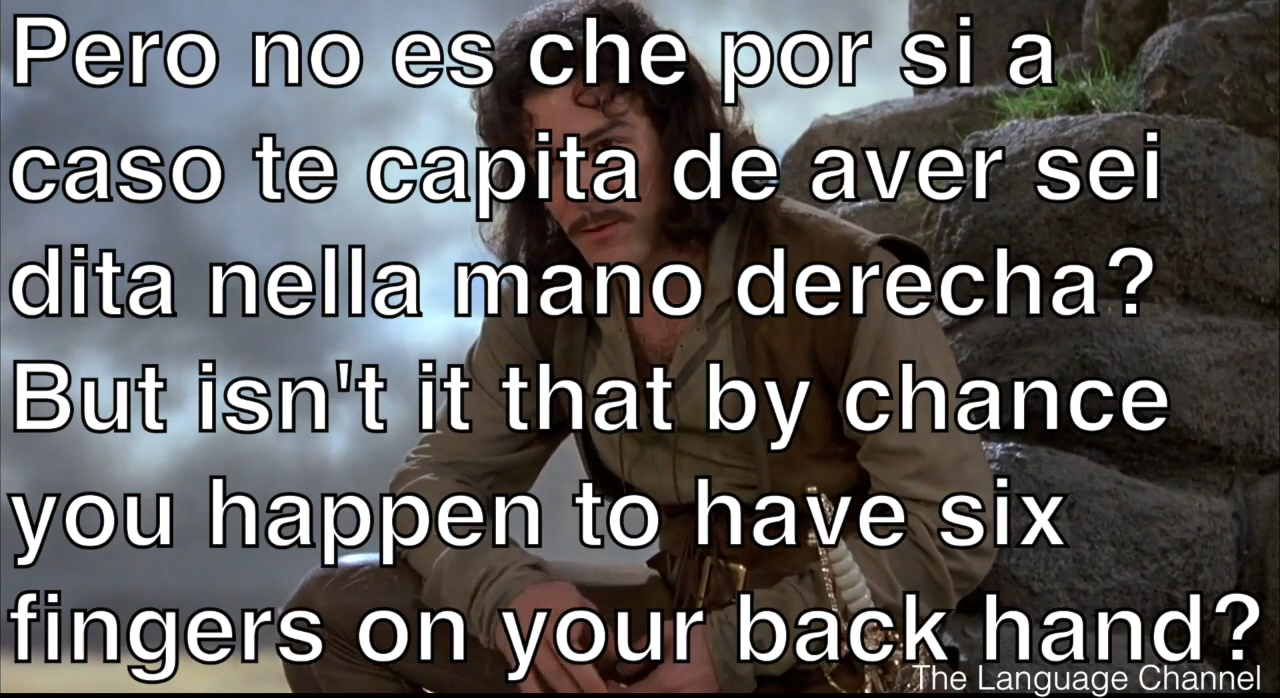 Pero no es che por si a
caso te capita de aver sei
dita nella mano derecha?
But isn't it that by chance
you happen to have six
fingers on your back hand?
The Language Channel